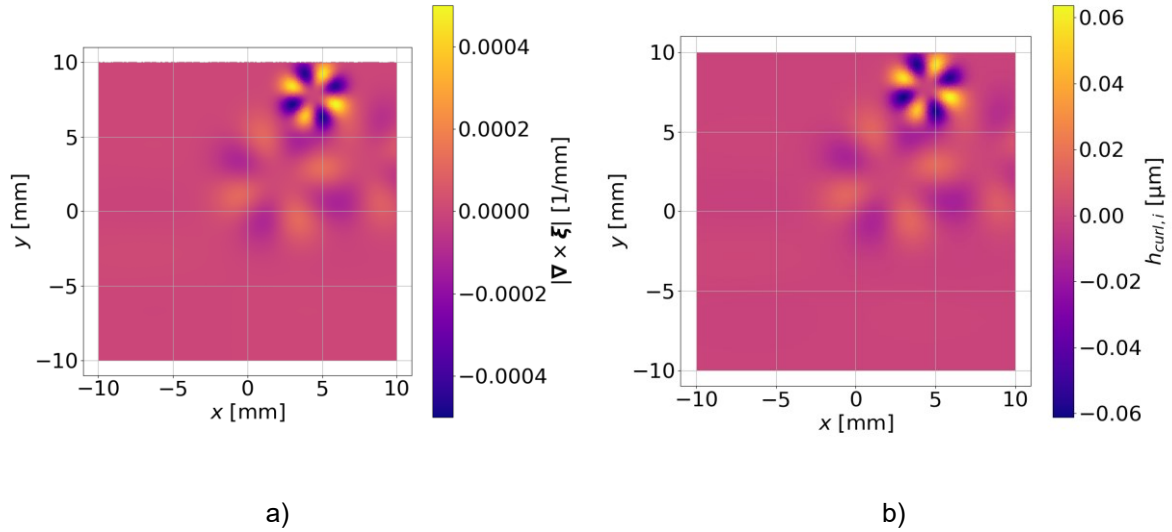 10
5
0
−5
−10
y [mm]
−10 −5 0 5 10
x [mm]
0.0004
0.0002
0.0000
−0.0002
−0.0004
|∇ × ξ| [1/mm]
a)
10
5
0
−5
−10
y [mm]
−10 −5 0 5 10
x [mm]
0.06
0.04
0.02
0.00
−0.02
−0.04
−0.06
h_{curl,i} [µm]
b)